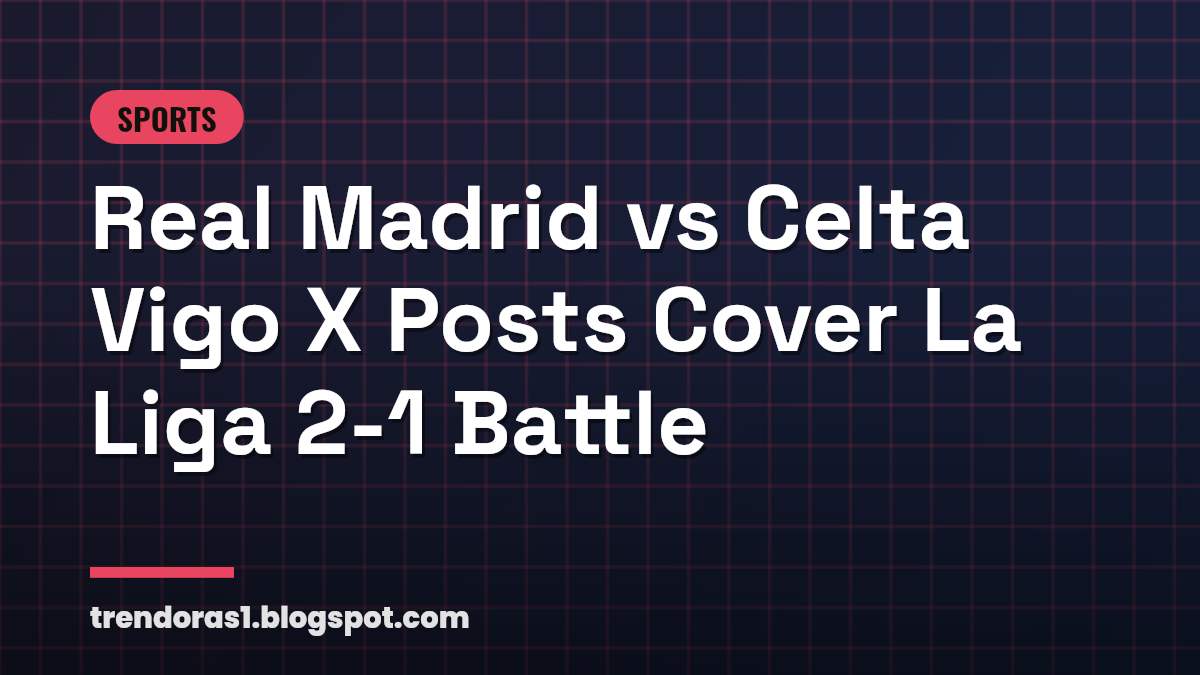 SPORTS
Real Madrid vs Celta
Vigo X Posts Cover La
Liga 2-1 Battle
trendoras1.blogspot.com